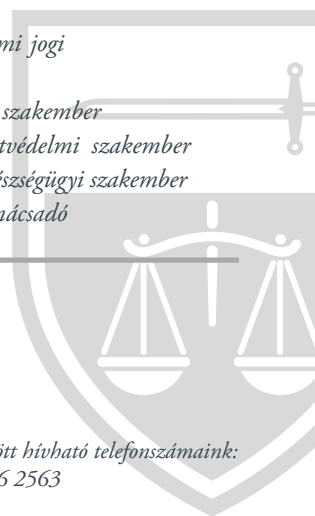 mi jogi
szakember
tvédelmi szakember
észségügyi szakember
nácsadó
ött hívható telefonszámaink:
6 2563